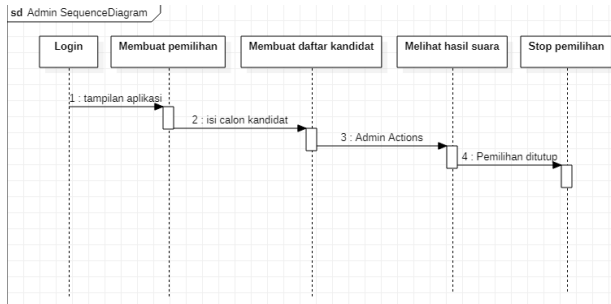 sd Admin SequenceDiagram
Login
Membuat pemilihan
Membuat daftar kandidat
Melihat hasil suara
Stop pemilihan
1 : tampilan aplikasi
2 : isi calon kandidat
3 : Admin Actions
4 : Pemilihan ditutup